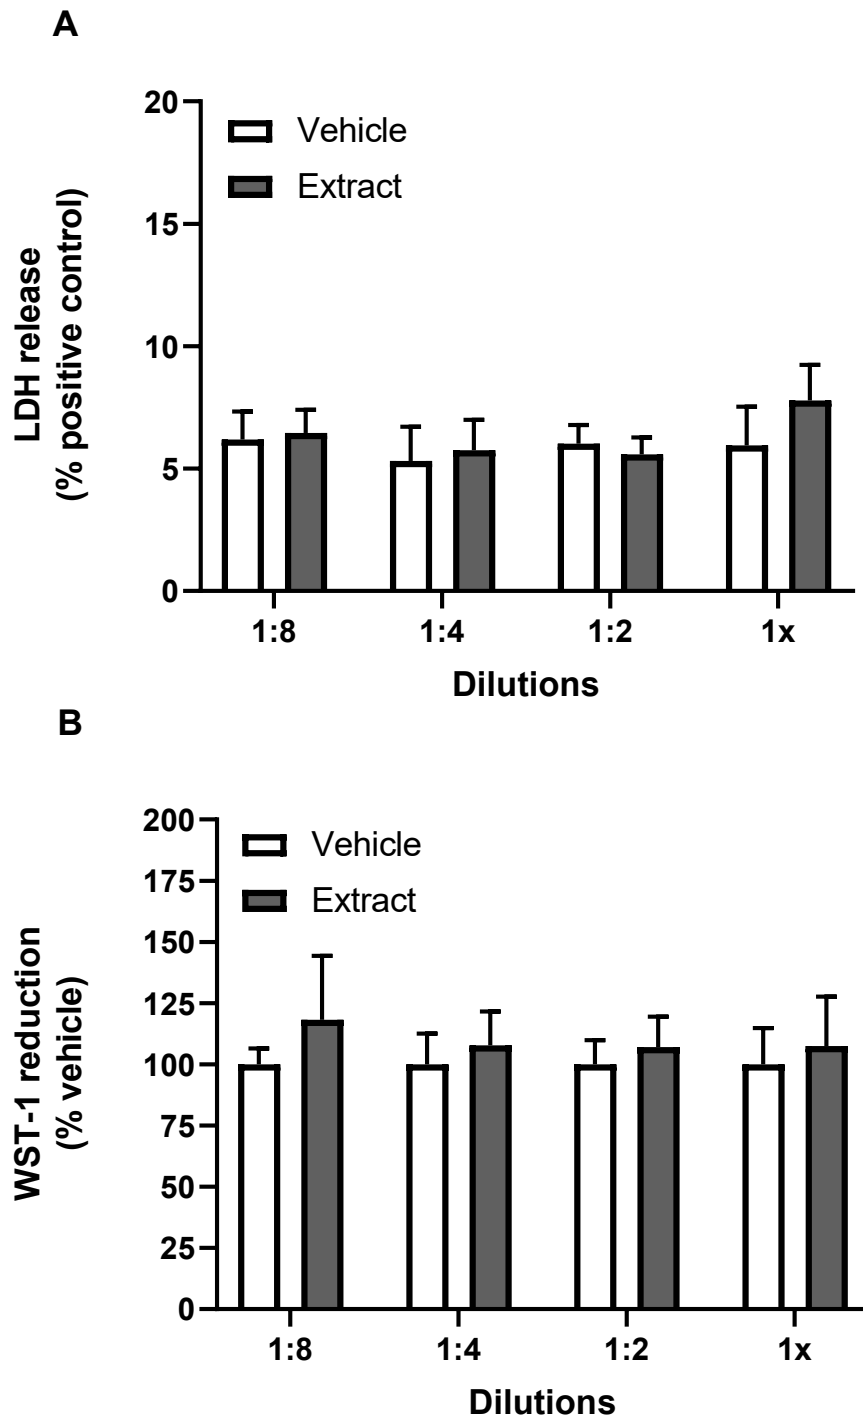 A
20
15
10
5
0
LDH release
(% positive control)
Vehicle
Extract
1:8 1:4 1:2 1x
Dilutions
B
200
175
150
125
100
75
50
25
0
WST-1 reduction
(% vehicle)
Vehicle
Extract
1:8 1:4 1:2 1x
Dilutions